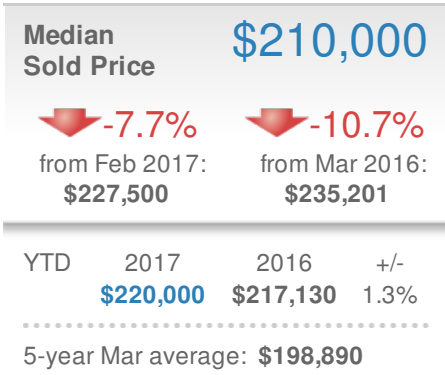 Median $210,000
Sold Price
-7.7% -10.7%
from Feb 2017: from Mar 2016:
$227,500 $235,201
YTD 2017 2016 +/-
$220,000 $217,130 1.3%
5-year Mar average: $198,890